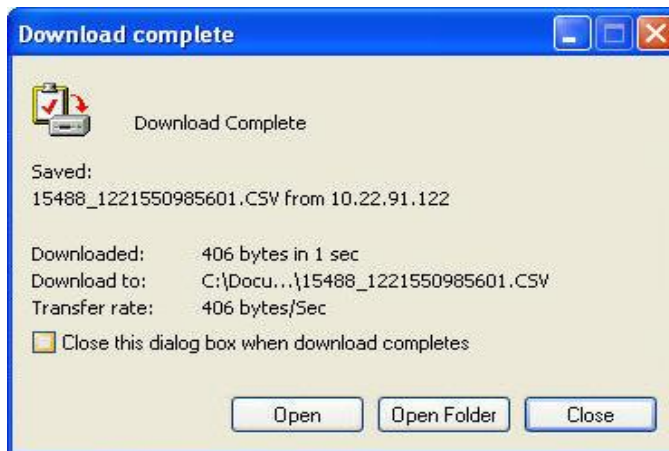 Download complete
Download Complete
Saved:
15488_1221550985601.CSV from 10.22.91.122
Downloaded: 406 bytes in 1 sec
Download to: C:\Docu...\15488_1221550985601.CSV
Transfer rate: 406 bytes/Sec
Close this dialog box when download completes
Open Open Folder Close